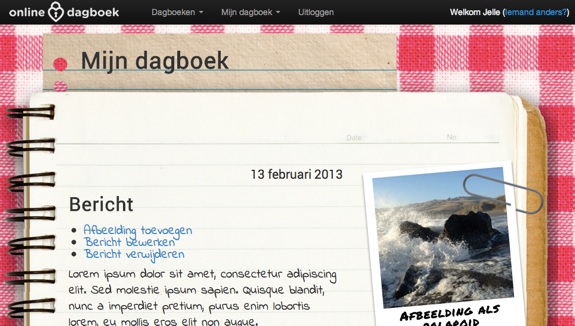 online dagboek Dagboeken Mijn dagboek Uitloggen Welkom Jelle (Iemand anders?)
Mijn dagboek
Date: No:
13 februari 2013
Bericht
Afbeelding toevoegen
Bericht bewerken
Bericht verwijderen
Lorem ipsum dolor sit amet, consectetur adipiscing
elit. Sed molestie ipsum sapien. Quisque blandit,
nunc a imperdiet pretium, purus enim lobortis
lorem, eu mollis eros elit non augue.
Afbeelding als
polaroid